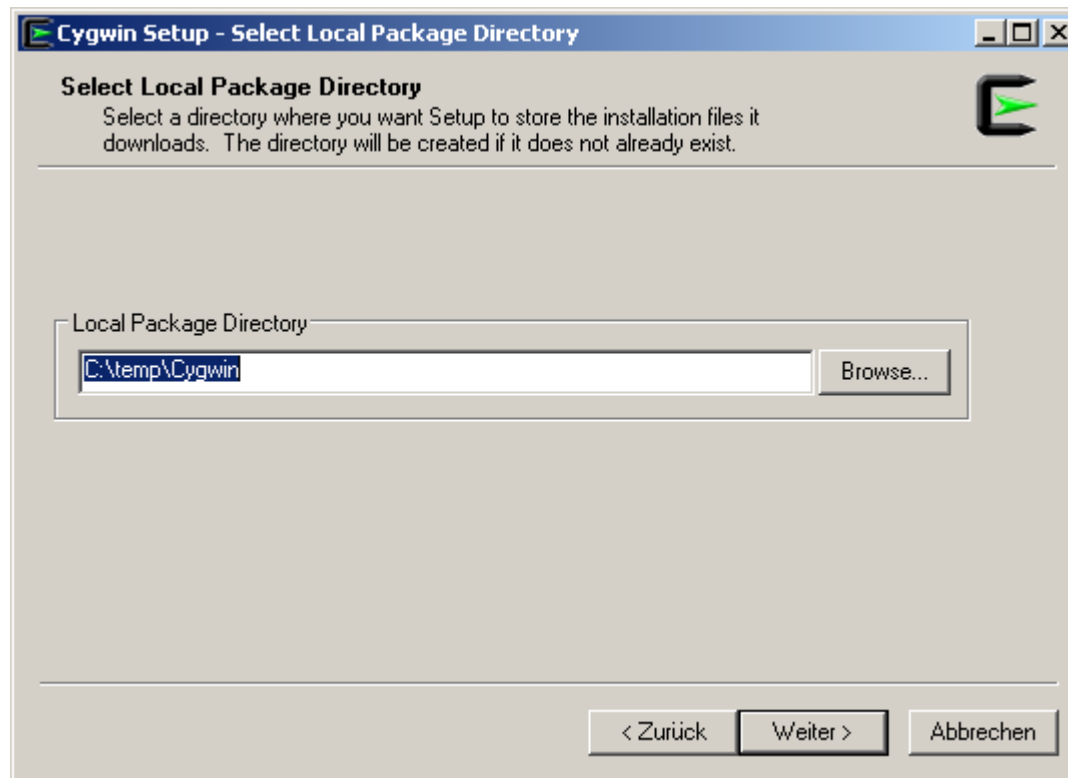 Cygwin Setup - Select Local Package Directory
Select Local Package Directory
Select a directory where you want Setup to store the installation files it
downloads. The directory will be created if it does not already exist.
Local Package Directory
C:\temp\Cygwin
Browse...
< Zurück
Weiter >
Abbrechen